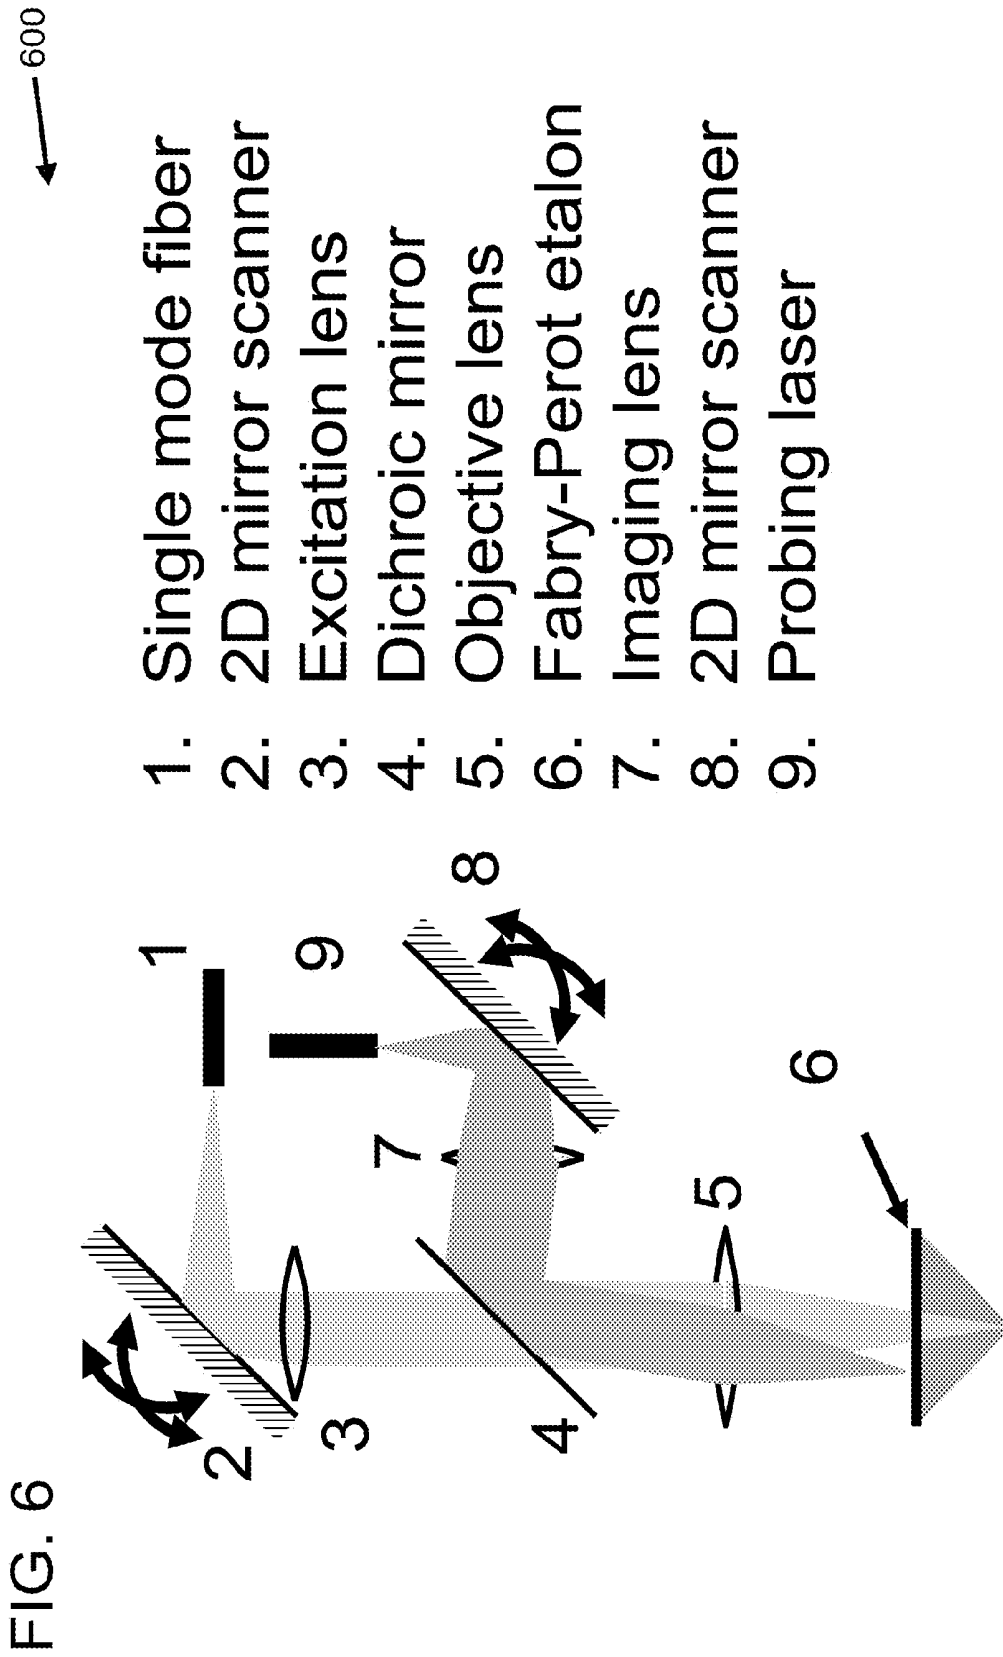 FIG. 6
600
1. Single mode fiber
2. 2D mirror scanner
3. Excitation lens
4. Dichroic mirror
5. Objective lens
6. Fabry-Perot etalon
7. Imaging lens
8. 2D mirror scanner
9. Probing laser
1
2
3
4
5
6
7
8
9